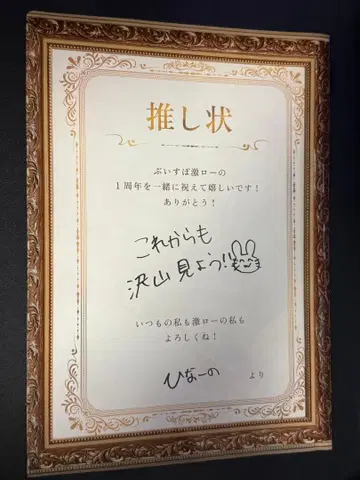 推し状
ぶいすぽ激ローの
1周年を一緒に祝えて嬉しいです！
ありがとう！
これからも
沢山見よう!!
いつもの私も激ローの私も
よろしくね！
ひなーの
より